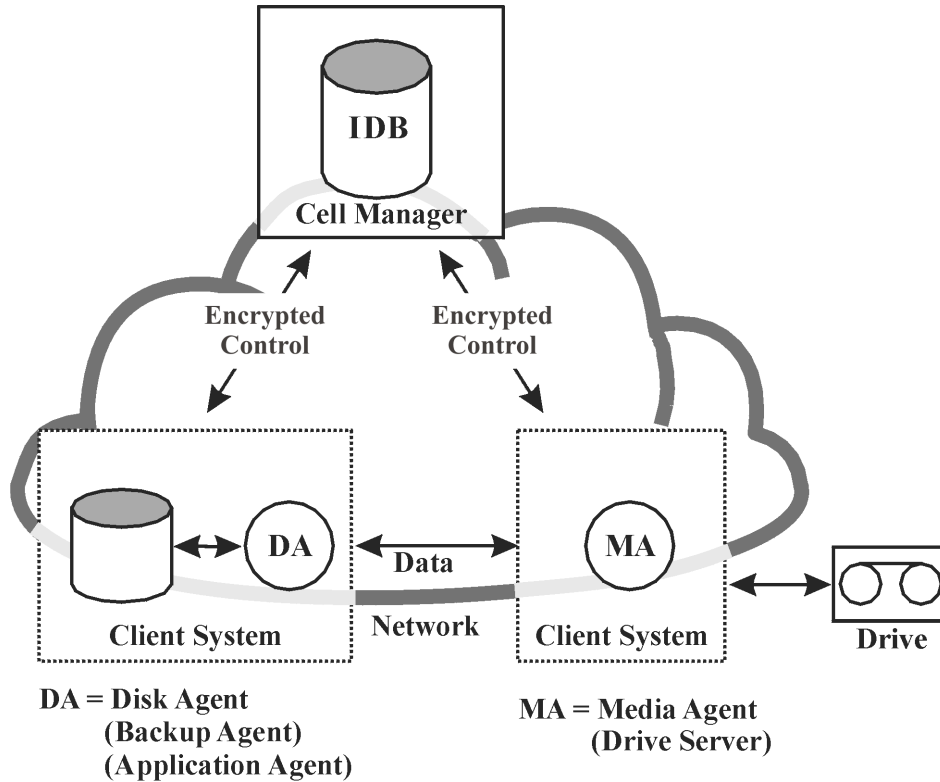 IDB
Cell Manager
Encrypted
Control
Encrypted
Control
DA
Data
MA
Client System
Network
Client System
Drive
DA = Disk Agent
(Backup Agent)
(Application Agent)
MA = Media Agent
(Drive Server)